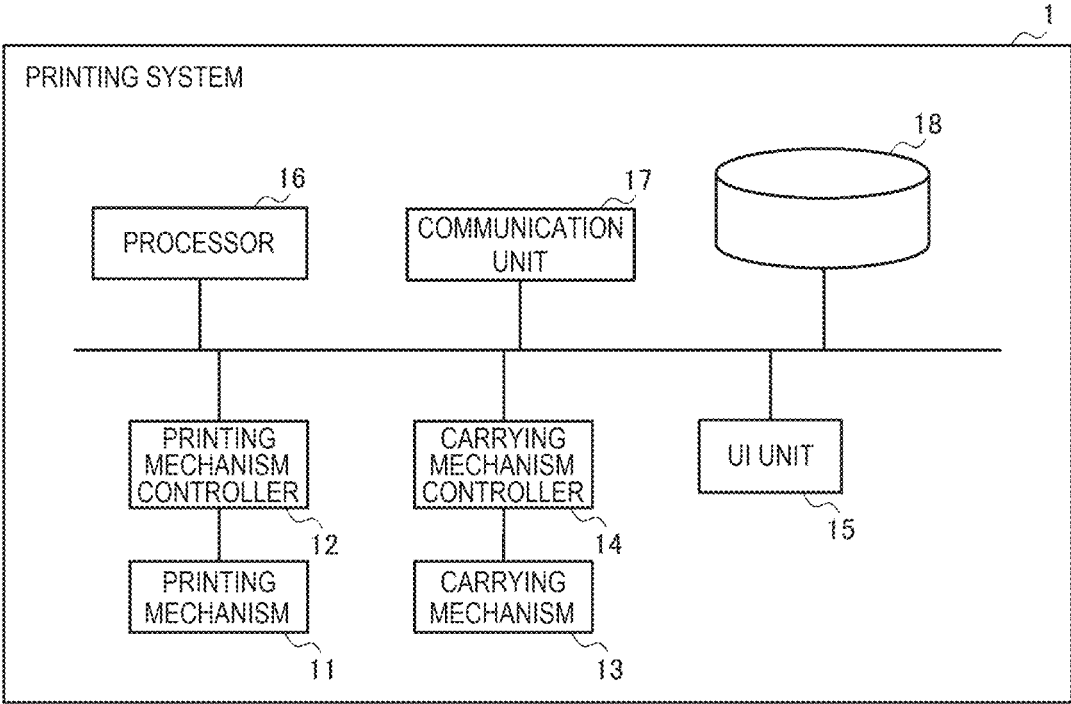 1
PRINTING SYSTEM
18
16
17
PROCESSOR
COMMUNICATION
UNIT
PRINTING
MECHANISM
CONTROLLER
CARRYING
MECHANISM
CONTROLLER
UI UNIT
12
14
15
PRINTING
MECHANISM
CARRYING
MECHANISM
11
13